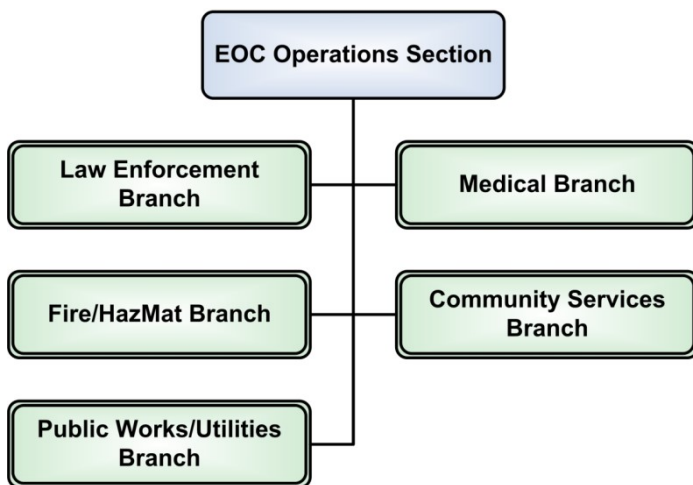 EOC Operations Section
Law Enforcement
Branch
Medical Branch
Fire/HazMat Branch
Community Services
Branch
Public Works/Utilities
Branch